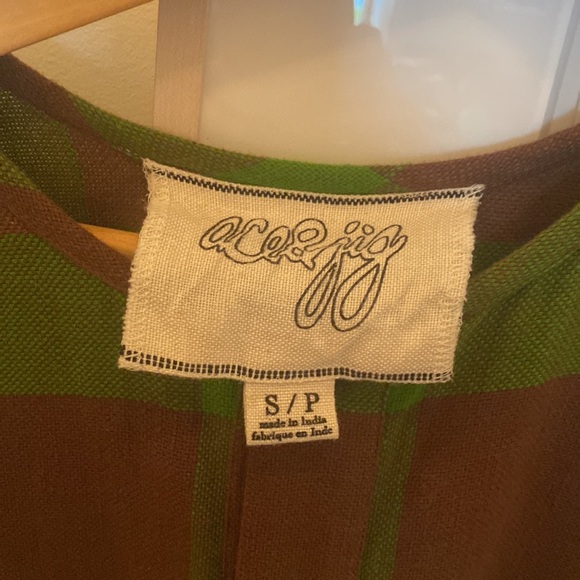 ace&jig
S/P
made in India
fabriqué en Inde